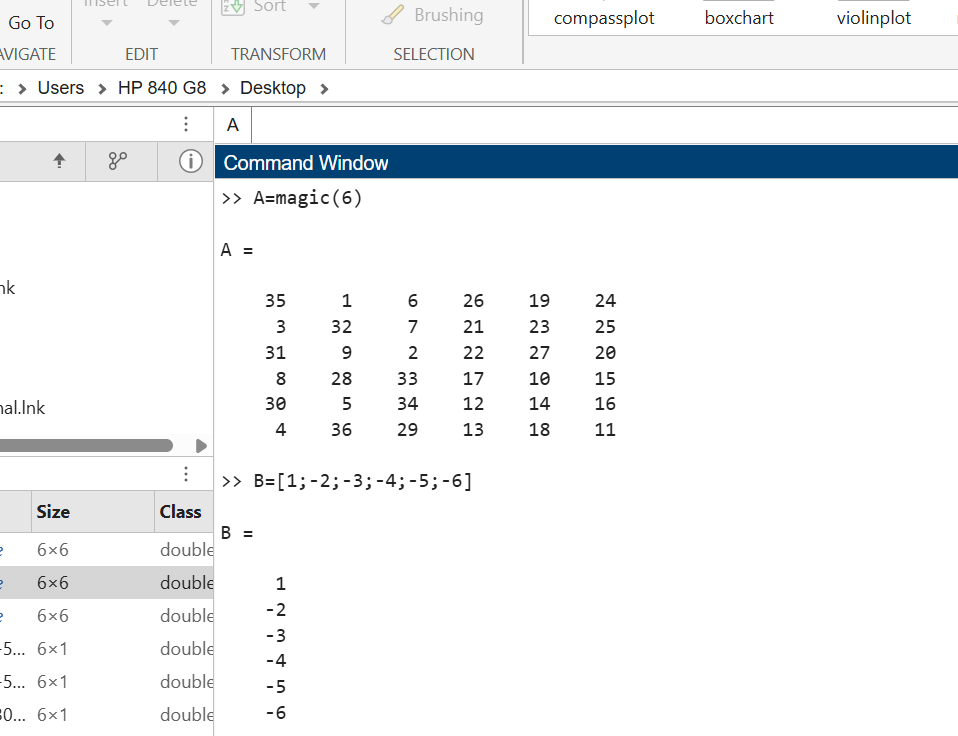 Insert Delete Sort
Go To Brushing compassplot boxchart violinplot
EDIT TRANSFORM SELECTION
Users > HP 840 G8 > Desktop >
A
Command Window
>> A=magic(6)
A =
35 1 6 26 19 24
3 32 7 21 23 25
31 9 2 22 27 20
8 28 33 17 10 15
30 5 34 12 14 16
4 36 29 13 18 11
>> B=[1;-2;-3;-4;-5;-6]
B =
1
-2
-3
-4
-5
-6
nk
nal.lnk
Size Class
e 6×6 double
e 6×6 double
e 6×6 double
-5... 6×1 double
-5... 6×1 double
30... 6×1 double